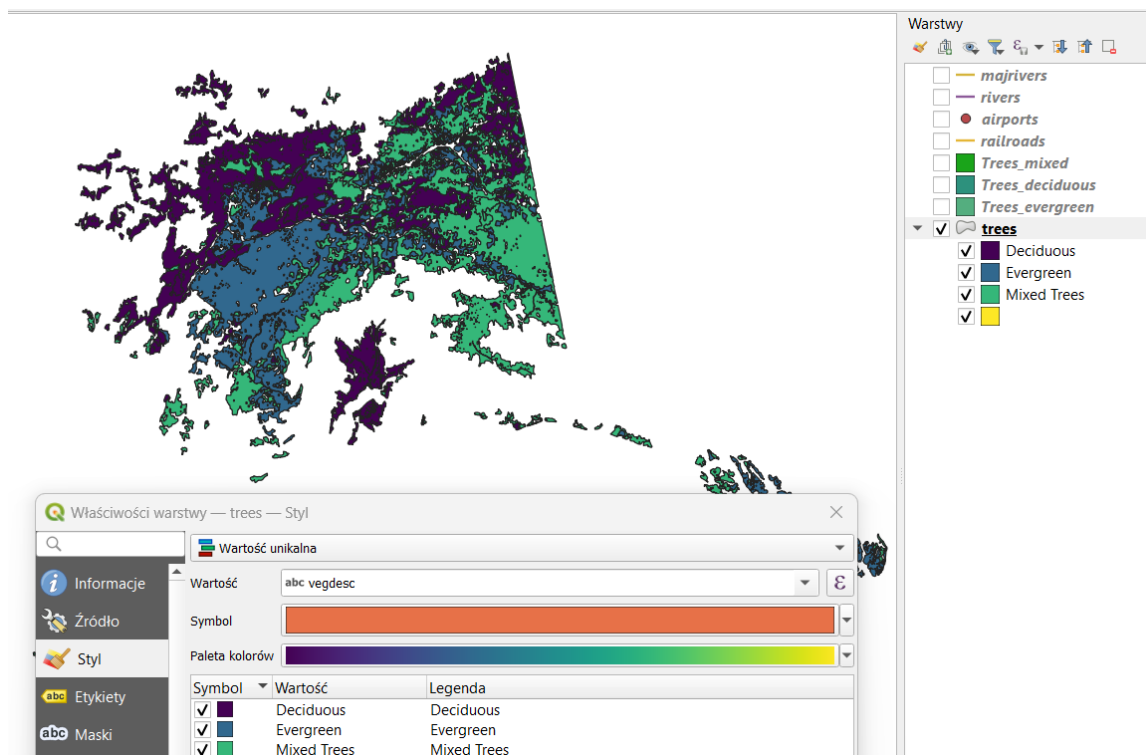 Warstwy
majrivers
rivers
airports
railroads
Trees_mixed
Trees_deciduous
Trees_evergreen
trees
Deciduous
Evergreen
Mixed Trees
Właściwości warstwy — trees — Styl
Wartość unikalna
Informacje
Wartość
abc vegdesc
ε
Źródło
Symbol
Styl
Paleta kolorów
Symbol Wartość Legenda
abc Etykiety
Deciduous Deciduous
Evergreen Evergreen
abc Maski
Mixed Trees Mixed Trees